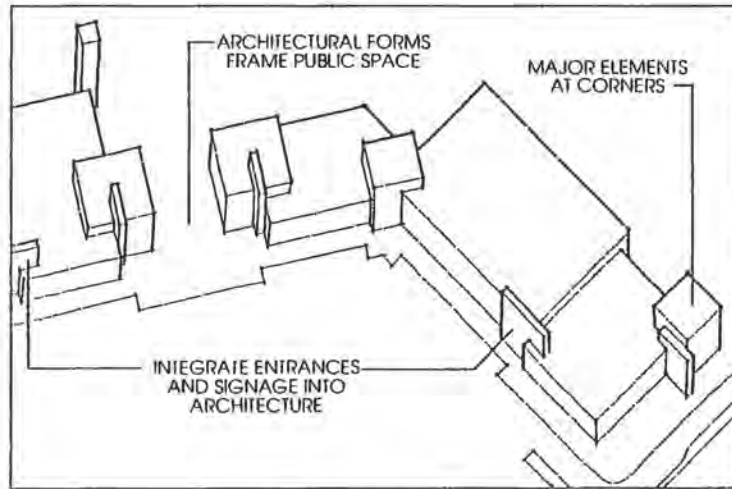 ARCHITECTURAL FORMS
FRAME PUBLIC SPACE
MAJOR ELEMENTS
AT CORNERS
INTEGRATE ENTRANCES
AND SIGNAGE INTO
ARCHITECTURE